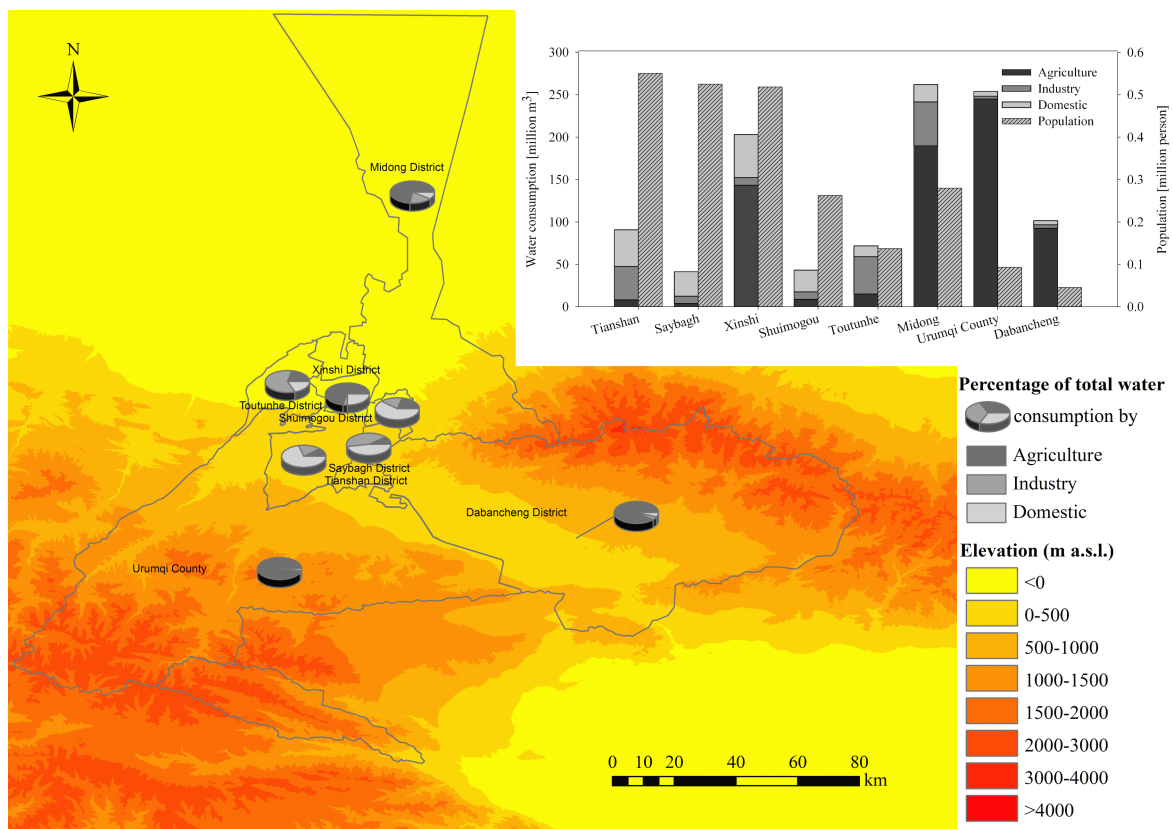 N
Midong District
Xinshi District
Toutunhe District
Shuimogou District
Saybagh District
Tianshan District
Dabancheng District
Urumqi County
0 10 20 40 60 80
km
300
250
200
150
100
50
0
Water consumption [million m³]
Agriculture
Industry
Domestic
Population
0.6
0.5
0.4
0.3
0.2
0.1
0.0
Population [million person]
Tianshan
Saybagh
Xinshi
Shuimogou
Toutunhe
Midong
Urumqi County
Dabancheng
Percentage of total water
consumption by
Agriculture
Industry
Domestic
Elevation (m a.s.l.)
<0
0-500
500-1000
1000-1500
1500-2000
2000-3000
3000-4000
>4000